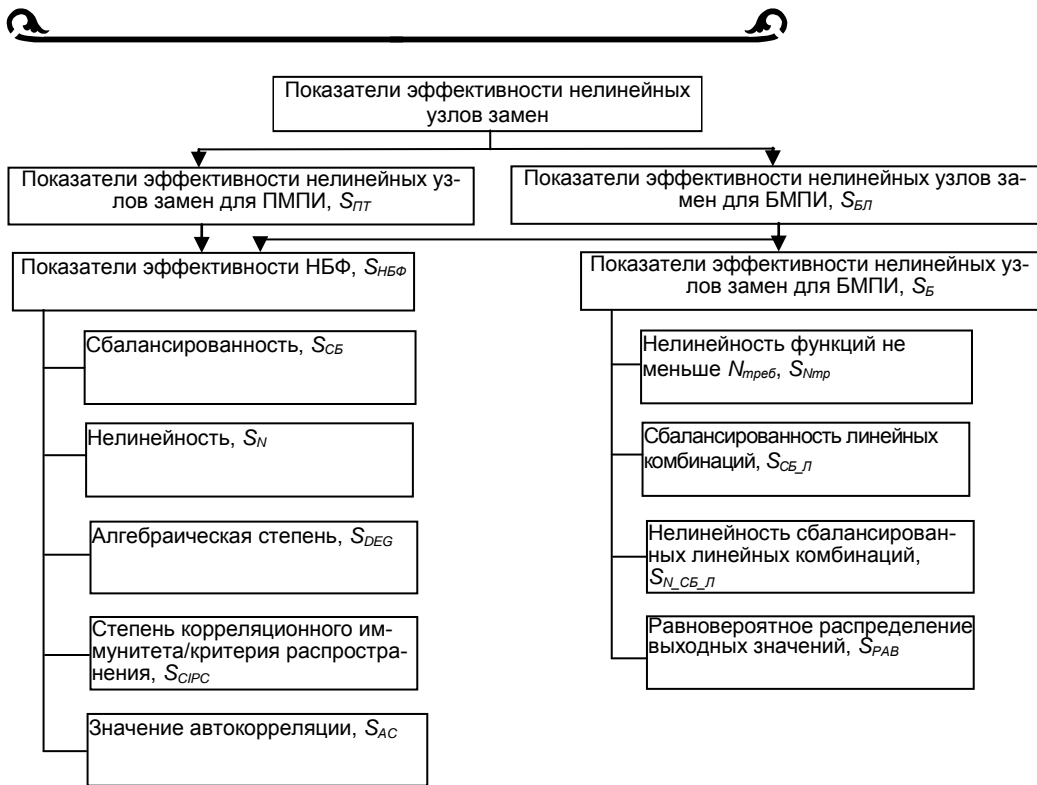 Показатели эффективности нелинейных
узлов замен
Показатели эффективности нелинейных уз-
лов замен для ПМПИ, SПТ
Показатели эффективности нелинейных узлов за-
мен для БМПИ, SБЛ
Показатели эффективности НБФ, SНБФ
Показатели эффективности нелинейных уз-
лов замен для БМПИ, SБ
Сбалансированность, SСБ
Нелинейность, SN
Алгебраическая степень, SDEG
Степень корреляционного им-
мунитета/критерия распростра-
нения, SCIPC
Значение автокорреляции, SAC
Нелинейность функций не
меньше Nтреб, SNтр
Сбалансированность линейных
комбинаций, SСБ_Л
Нелинейность сбалансирован-
ных линейных комбинаций,
SN_СБ_Л
Равновероятное распределение
выходных значений, SРАВ